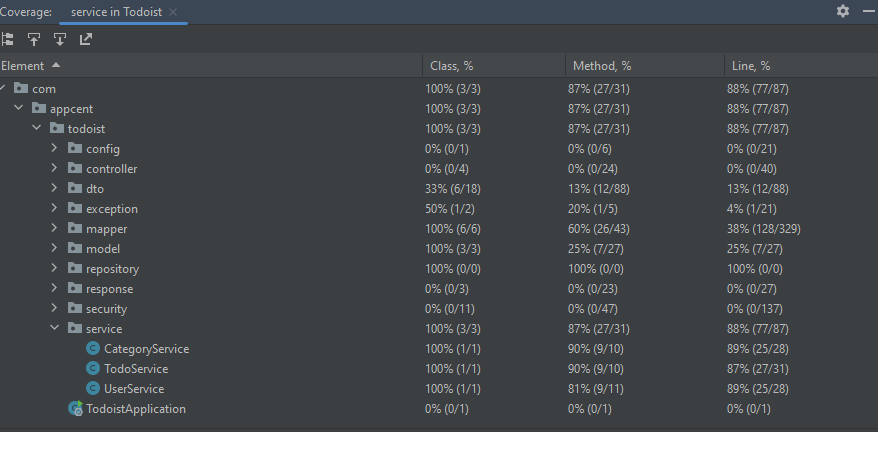 Coverage: service in Todoist
Element Class, % Method, % Line, %
com 100% (3/3) 87% (27/31) 88% (77/87)
appcent 100% (3/3) 87% (27/31) 88% (77/87)
todoist 100% (3/3) 87% (27/31) 88% (77/87)
config 0% (0/1) 0% (0/6) 0% (0/21)
controller 0% (0/4) 0% (0/24) 0% (0/40)
dto 33% (6/18) 13% (12/88) 13% (12/88)
exception 50% (1/2) 20% (1/5) 4% (1/21)
mapper 100% (6/6) 60% (26/43) 38% (128/329)
model 100% (3/3) 25% (7/27) 25% (7/27)
repository 100% (0/0) 100% (0/0) 100% (0/0)
response 0% (0/3) 0% (0/23) 0% (0/27)
security 0% (0/11) 0% (0/47) 0% (0/137)
service 100% (3/3) 87% (27/31) 88% (77/87)
CategoryService 100% (1/1) 90% (9/10) 89% (25/28)
TodoService 100% (1/1) 90% (9/10) 87% (27/31)
UserService 100% (1/1) 81% (9/11) 89% (25/28)
TodoistApplication 0% (0/1) 0% (0/1) 0% (0/1)